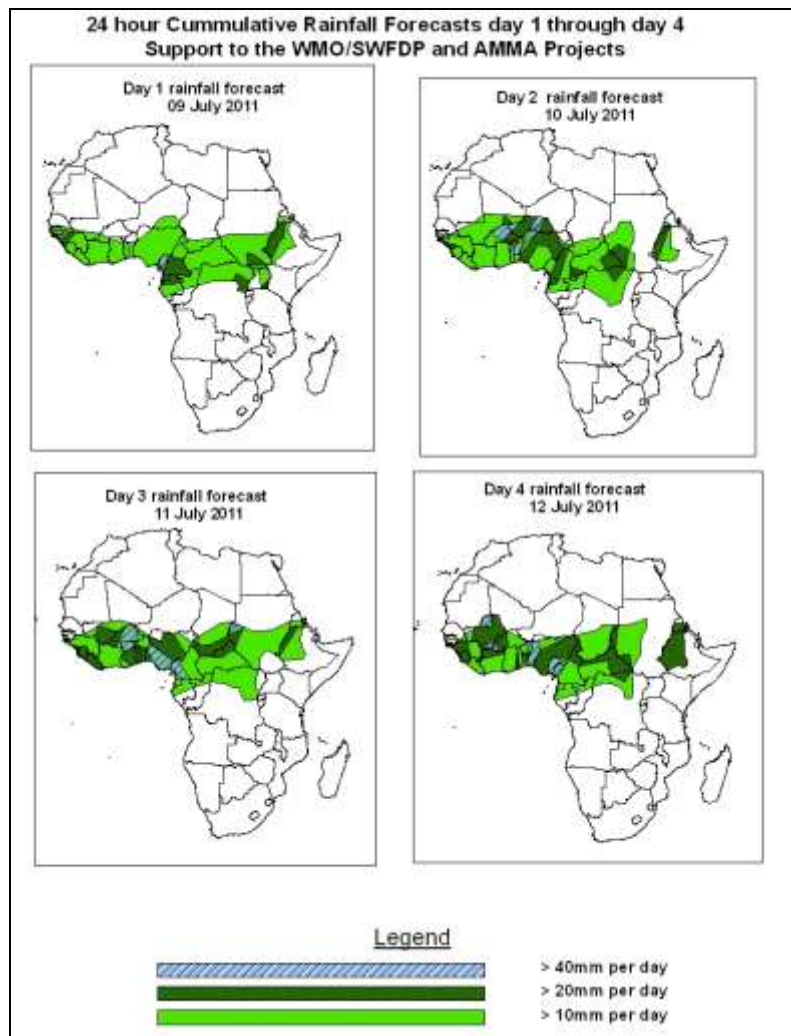 24 hour Cummulative Rainfall Forecasts day 1 through day 4
Support to the WMO/SWFDP and AMMA Projects
Day 1 rainfall forecast
09 July 2011
Day 2 rainfall forecast
10 July 2011
Day 3 rainfall forecast
11 July 2011
Day 4 rainfall forecast
12 July 2011
Legend
> 40mm per day
> 20mm per day
> 10mm per day